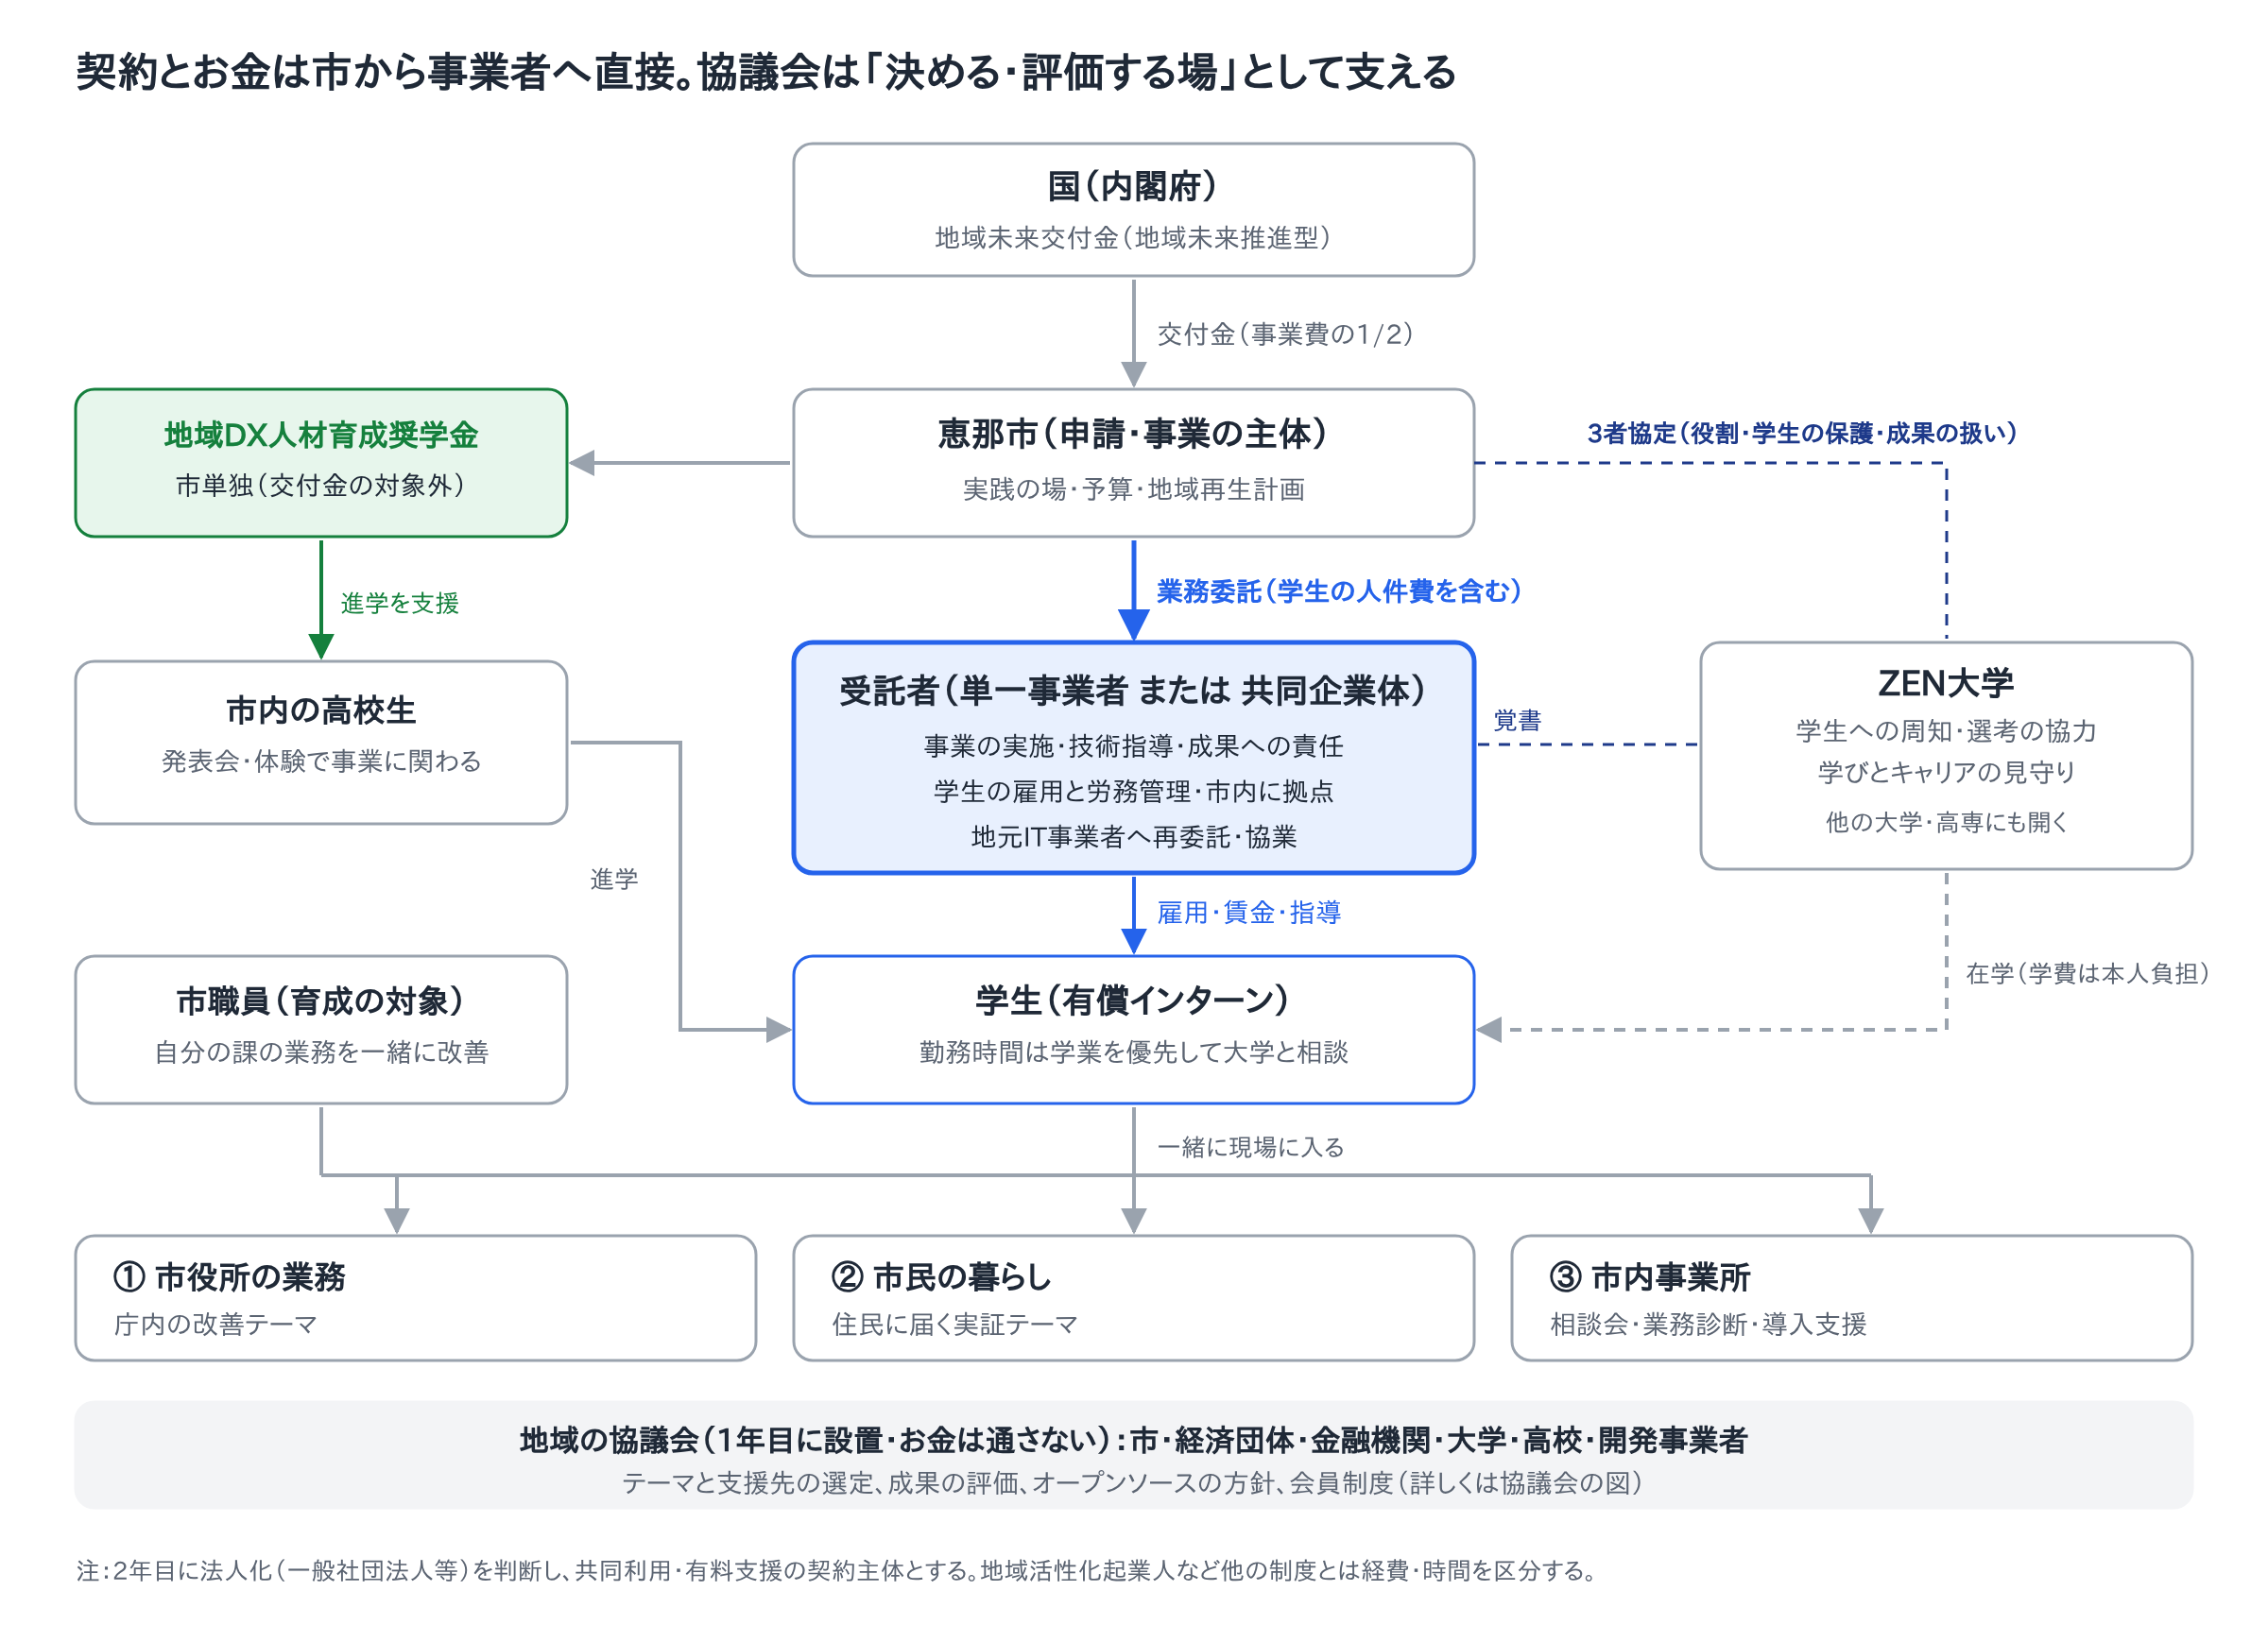 契約とお金は市から事業者へ直接。協議会は「決める・評価する場」として支える
国（内閣府）
地域未来交付金（地域未来推進型）
交付金（事業費の1/2）
地域DX人材育成奨学金
市単独（交付金の対象外）
恵那市（申請・事業の主体）
実践の場・予算・地域再生計画
3者協定（役割・学生の保護・成果の扱い）
進学を支援
業務委託（学生の人件費を含む）
市内の高校生
発表会・体験で事業に関わる
受託者（単一事業者 または 共同企業体）
事業の実施・技術指導・成果への責任
学生の雇用と労務管理・市内に拠点
地元IT事業者へ再委託・協業
覚書
ZEN大学
学生への周知・選考の協力
学びとキャリアの見守り
他の大学・高専にも開く
進学
雇用・賃金・指導
在学（学費は本人負担）
市職員（育成の対象）
自分の課の業務を一緒に改善
学生（有償インターン）
勤務時間は学業を優先して大学と相談
一緒に現場に入る
① 市役所の業務
庁内の改善テーマ
② 市民の暮らし
住民に届く実証テーマ
③ 市内事業所
相談会・業務診断・導入支援
地域の協議会（1年目に設置・お金は通さない）：市・経済団体・金融機関・大学・高校・開発事業者
テーマと支援先の選定、成果の評価、オープンソースの方針、会員制度（詳しくは協議会の図）
注：2年目に法人化（一般社団法人等）を判断し、共同利用・有料支援の契約主体とする。地域活性化起業人など他の制度とは経費・時間を区分する。